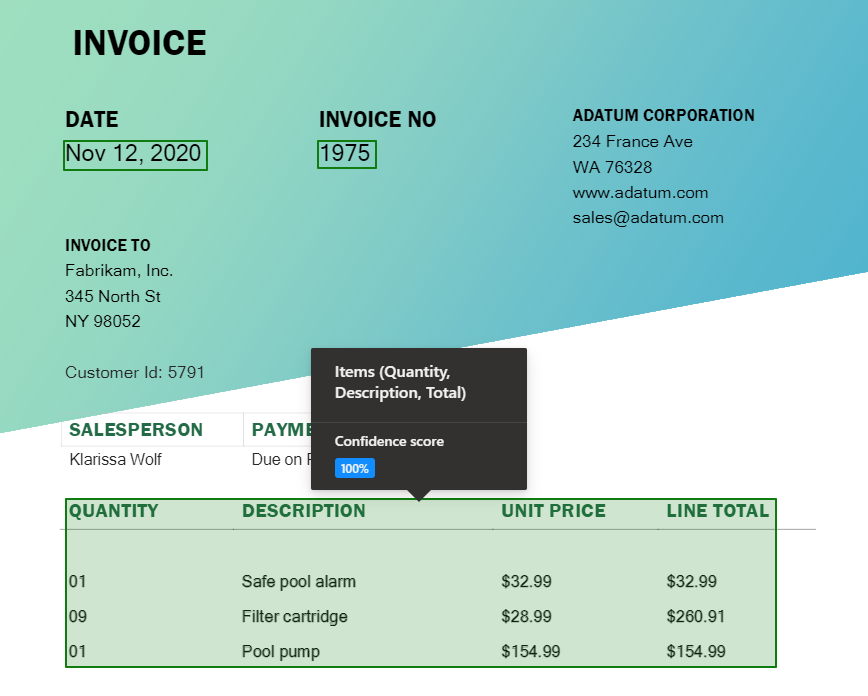 INVOICE
DATE
Nov 12, 2020
INVOICE NO
1975
ADATUM CORPORATION
234 France Ave
WA 76328
www.adatum.com
sales@adatum.com
INVOICE TO
Fabrikam, Inc.
345 North St
NY 98052
Customer Id: 5791
Items (Quantity,
Description, Total)
Confidence score
100%
SALESPERSON
Klarissa Wolf
Due on
QUANTITY DESCRIPTION UNIT PRICE LINE TOTAL
01 Safe pool alarm $32.99 $32.99
09 Filter cartridge $28.99 $260.91
01 Pool pump $154.99 $154.99